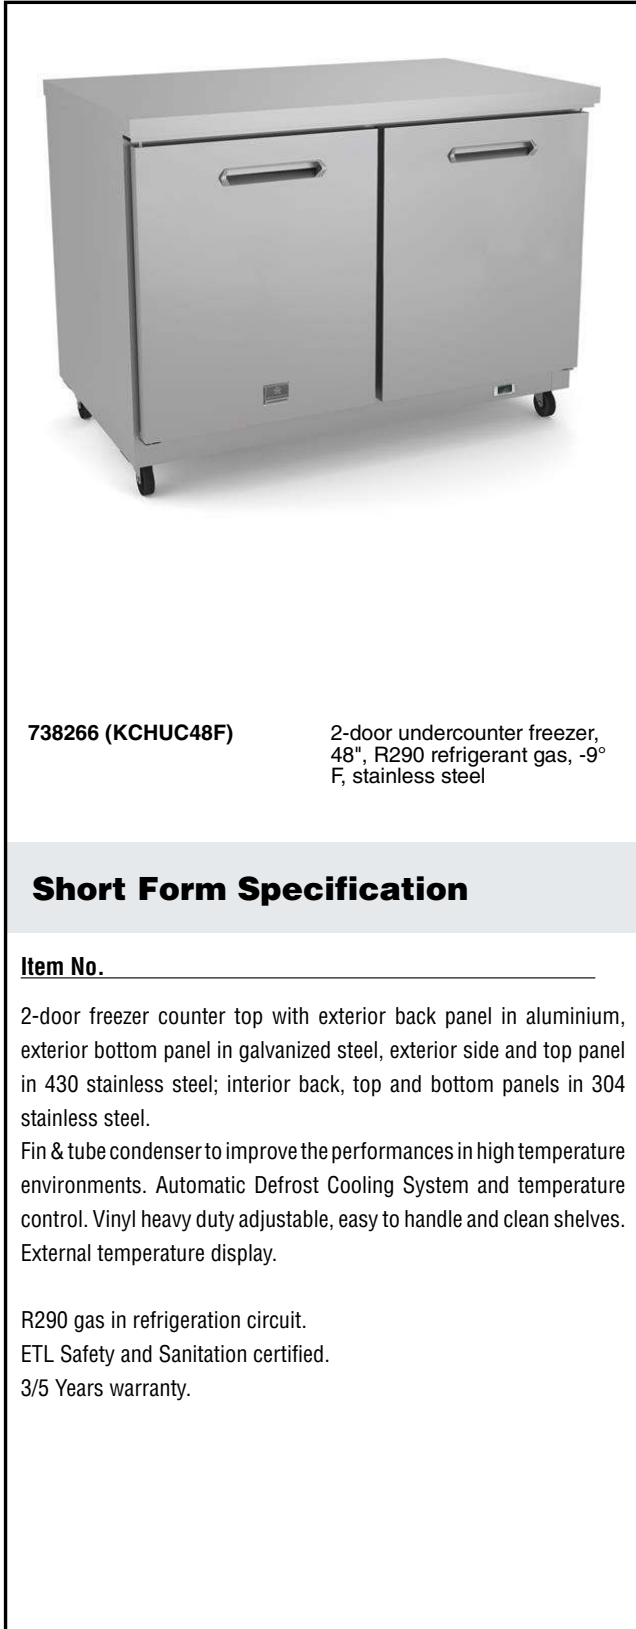 738266 (KCHUC48F)
2-door undercounter freezer,
48", R290 refrigerant gas, -9°
F, stainless steel
Short Form Specification
Item No.
2-door freezer counter top with exterior back panel in aluminium,
exterior bottom panel in galvanized steel, exterior side and top panel
in 430 stainless steel; interior back, top and bottom panels in 304
stainless steel.
Fin & tube condenser to improve the performances in high temperature
environments. Automatic Defrost Cooling System and temperature
control. Vinyl heavy duty adjustable, easy to handle and clean shelves.
External temperature display.
R290 gas in refrigeration circuit.
ETL Safety and Sanitation certified.
3/5 Years warranty.